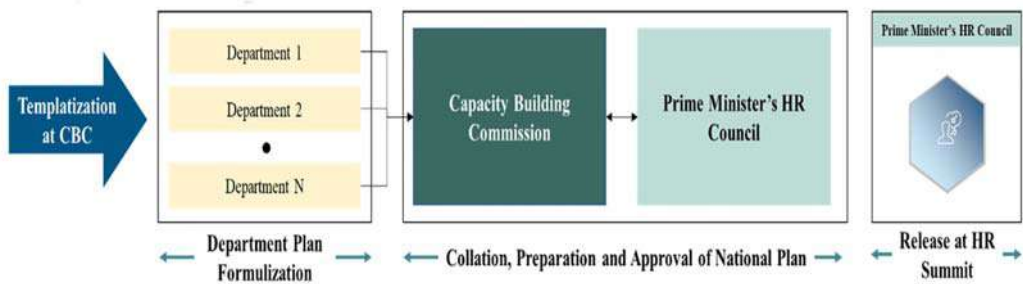 Templatization
at CBC
Department 1
Department 2
Department N
Department Plan
Formulization
Capacity Building
Commission
Prime Minister's HR
Council
Collation, Preparation and Approval of National Plan
Prime Minister's HR Council
Release at HR
Summit